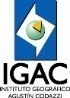 IGAC
INSTITUTO GEOGRÁFICO
AGUSTÍN CODAZZI